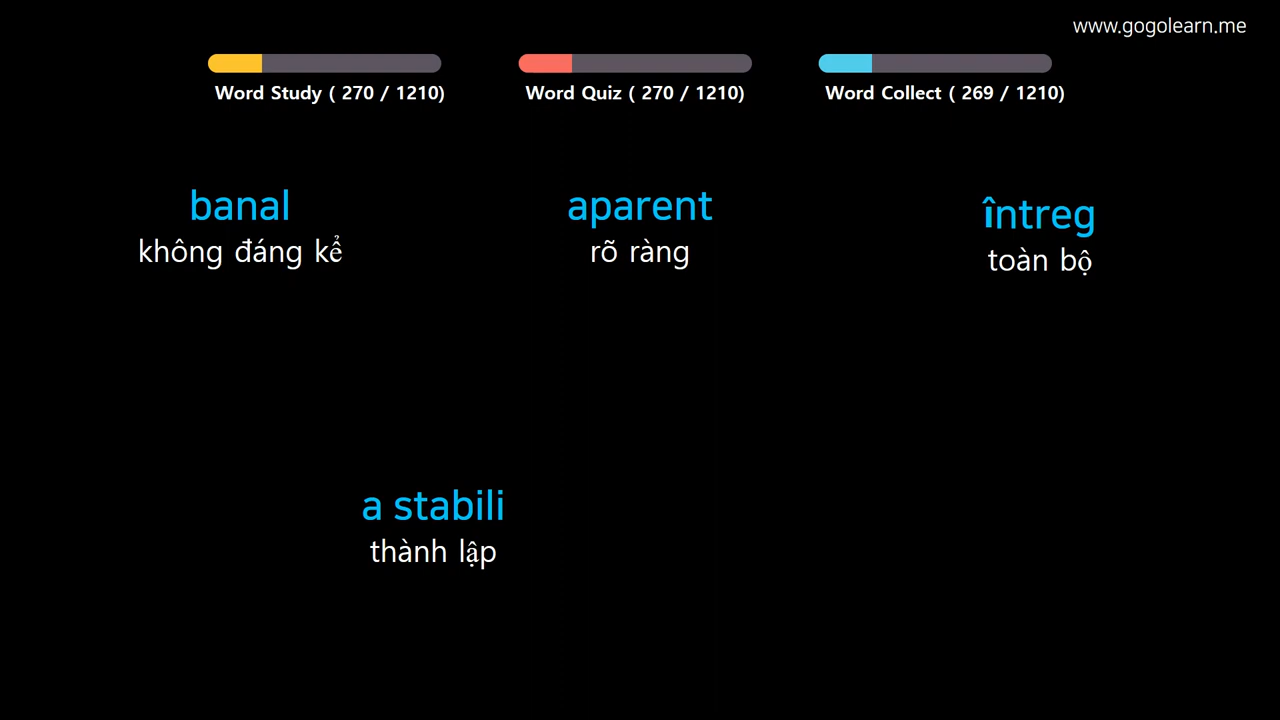 www.gogolearn.me
Word Study ( 270 / 1210)
Word Quiz ( 270 / 1210)
Word Collect ( 269 / 1210)
banal
không đáng kể
aparent
rõ ràng
întreg
toàn bộ
a stabili
thành lập